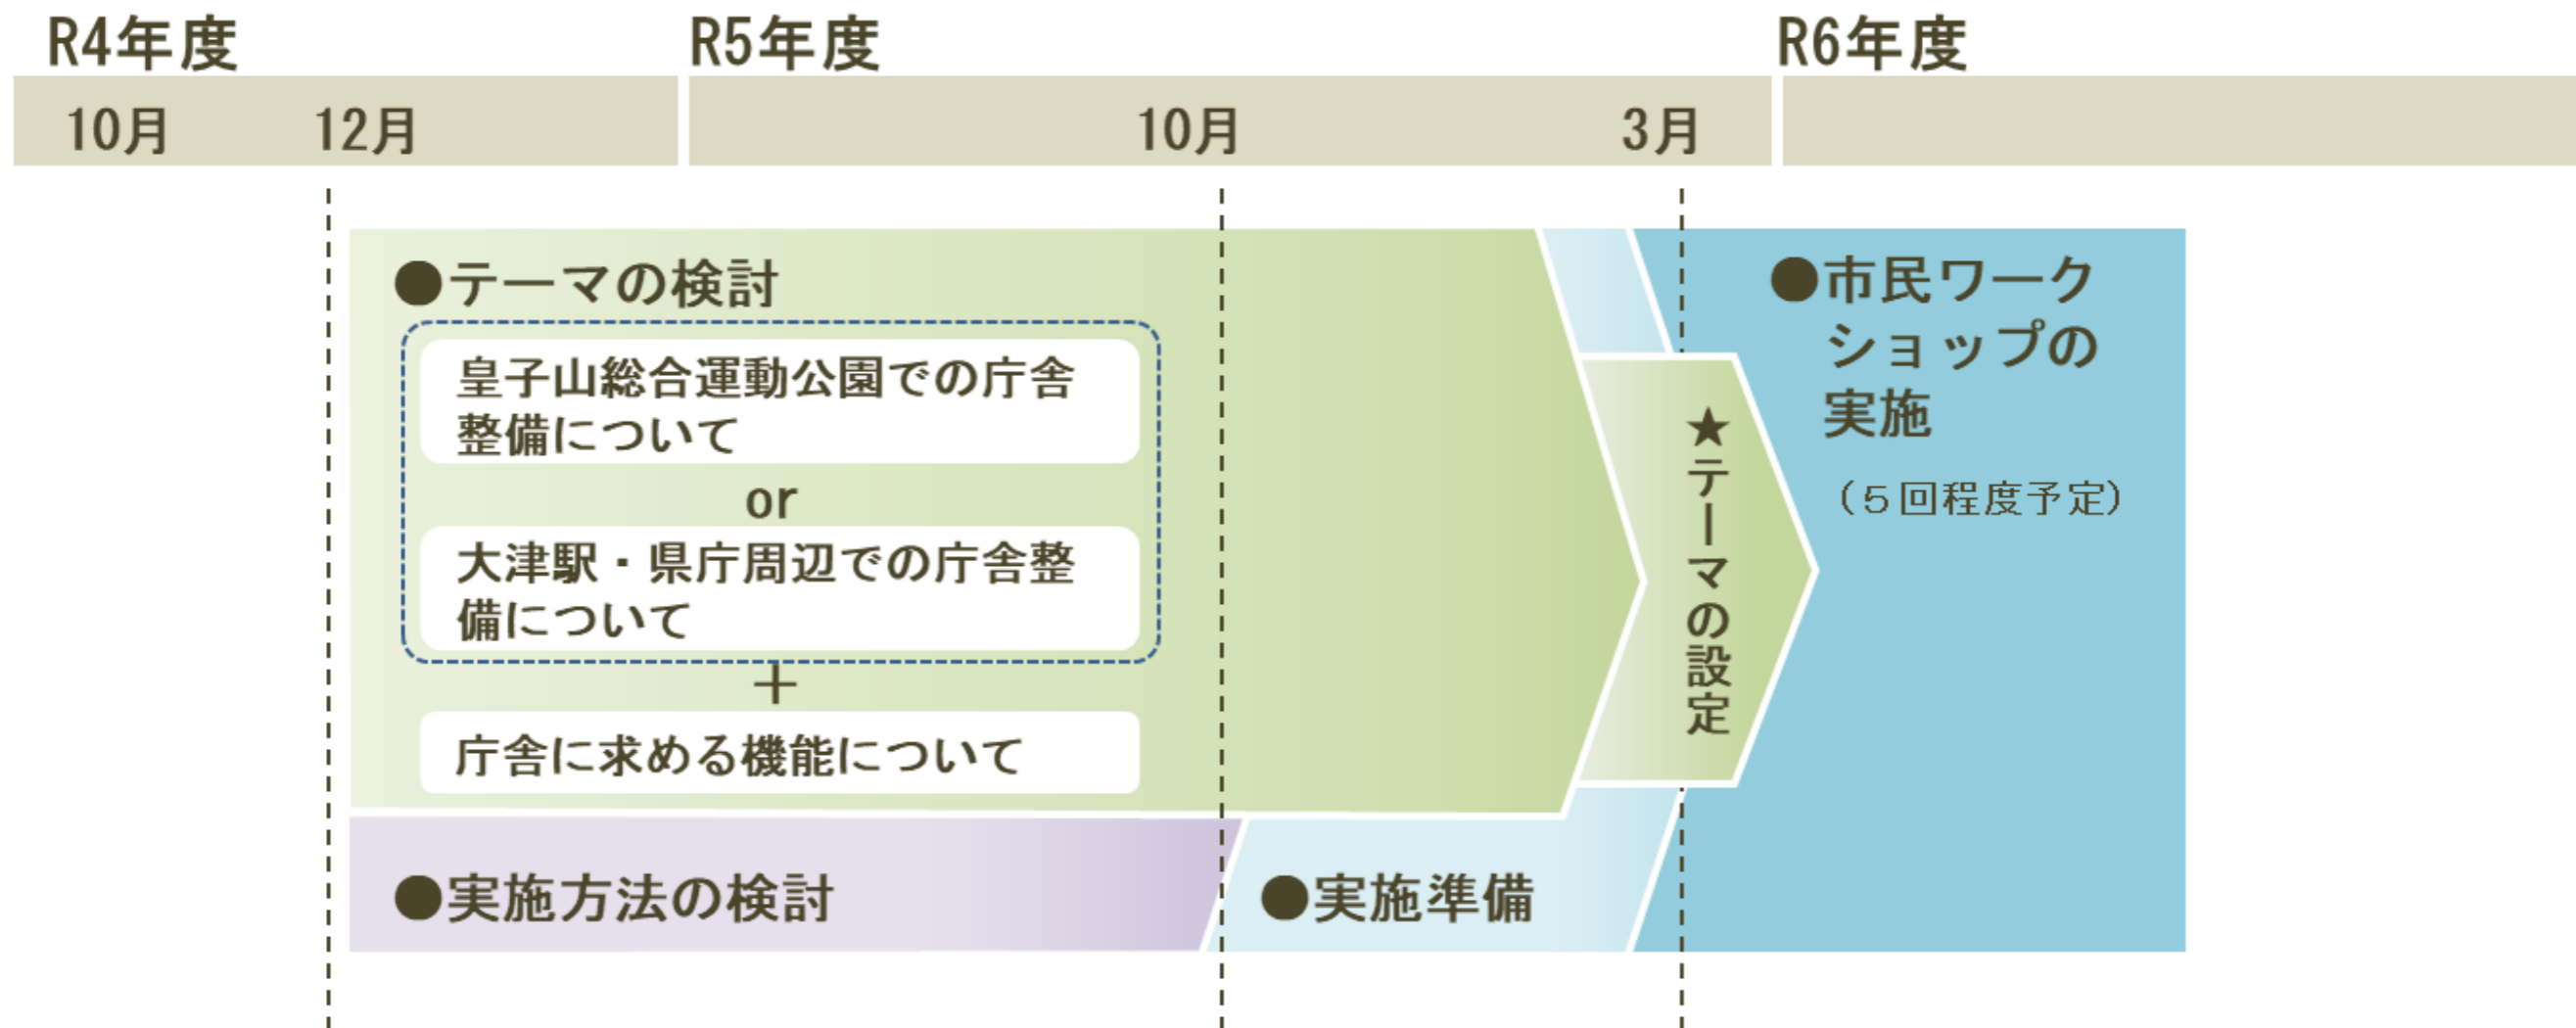 R4年度
R5年度
R6年度
10月
12月
10月
3月
●テーマの検討
皇子山総合運動公園での庁舎
整備について
or
大津駅・県庁周辺での庁舎整
備について
＋
庁舎に求める機能について
●実施方法の検討
●実施準備
★テーマの設定
●市民ワーク
ショップの
実施
（５回程度予定）